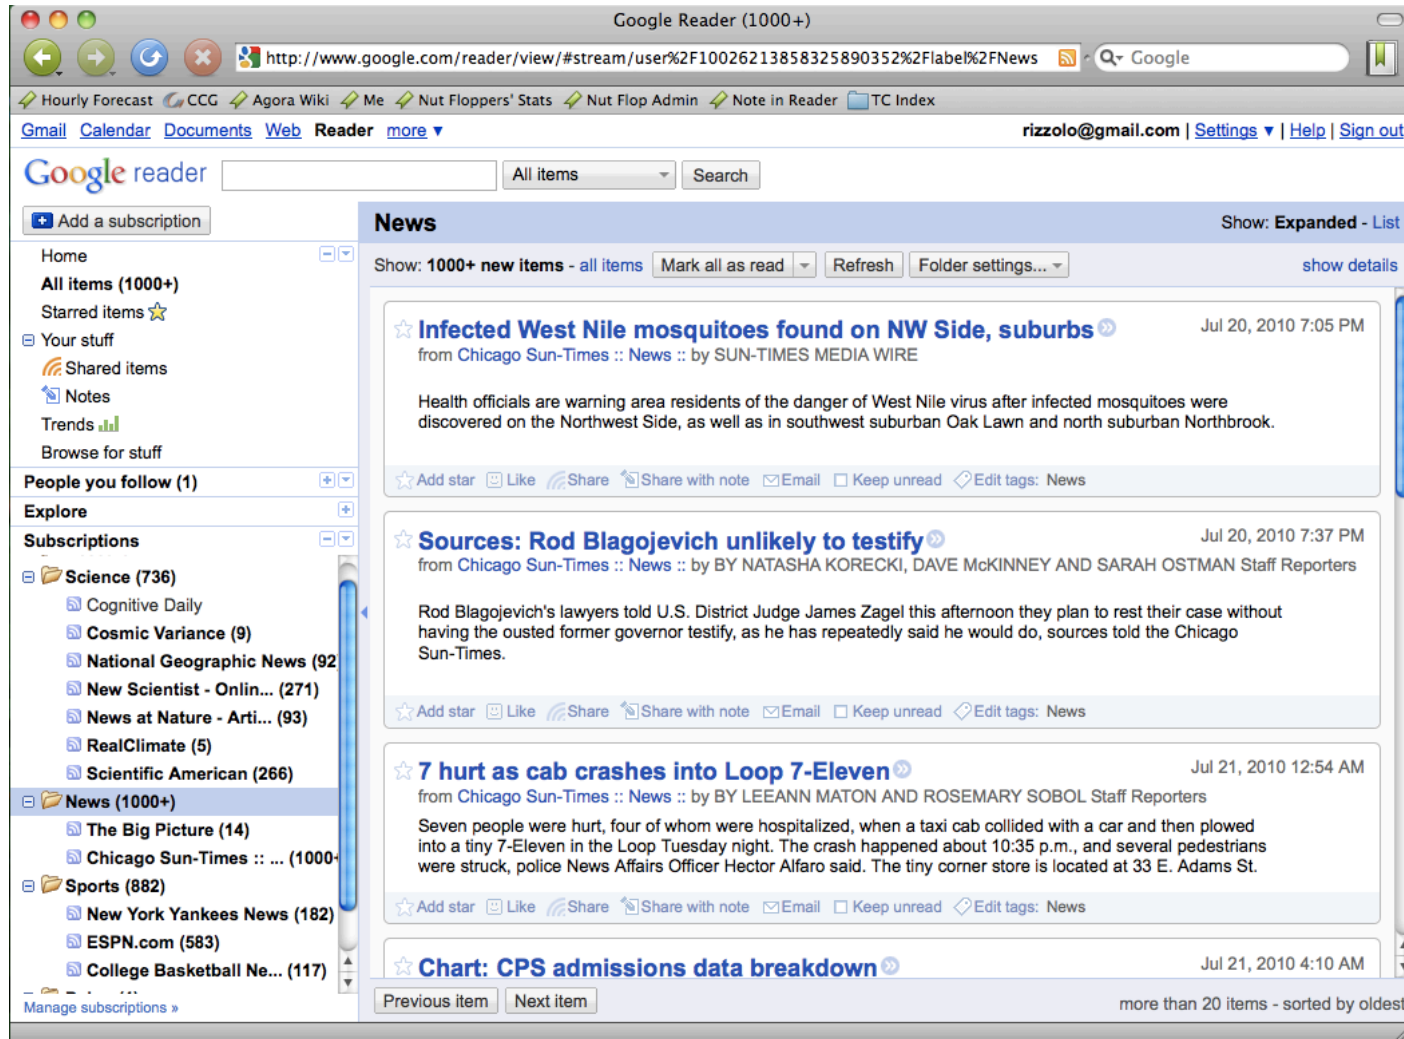 Google Reader (1000+)
http://www.google.com/reader/view/#stream/user%2F10026213858325890352%2Flabel%2FNews
Google
Hourly Forecast CCG Agora Wiki Me Nut Floppers' Stats Nut Flop Admin Note in Reader TC Index
Gmail Calendar Documents Web Reader more ▼ rizzolo@gmail.com | Settings ▼ | Help | Sign out
Google reader All items Search
Add a subscription
Home
All items (1000+)
Starred items
Your stuff
Shared items
Notes
Trends
Browse for stuff
People you follow (1)
Explore
Subscriptions
Science (736)
Cognitive Daily
Cosmic Variance (9)
National Geographic News (92
New Scientist - Onlin... (271)
News at Nature - Arti... (93)
RealClimate (5)
Scientific American (266)
News (1000+)
The Big Picture (14)
Chicago Sun-Times :: ... (1000+
Sports (882)
New York Yankees News (182)
ESPN.com (583)
College Basketball Ne... (117)
Manage subscriptions »
News Show: Expanded - List
Show: 1000+ new items - all items Mark all as read Refresh Folder settings... show details
Infected West Nile mosquitoes found on NW Side, suburbs Jul 20, 2010 7:05 PM
from Chicago Sun-Times :: News :: by SUN-TIMES MEDIA WIRE
Health officials are warning area residents of the danger of West Nile virus after infected mosquitoes were
discovered on the Northwest Side, as well as in southwest suburban Oak Lawn and north suburban Northbrook.
Add star Like Share Share with note Email Keep unread Edit tags: News
Sources: Rod Blagojevich unlikely to testify Jul 20, 2010 7:37 PM
from Chicago Sun-Times :: News :: by BY NATASHA KORECKI, DAVE McKINNEY AND SARAH OSTMAN Staff Reporters
Rod Blagojevich's lawyers told U.S. District Judge James Zagel this afternoon they plan to rest their case without
having the ousted former governor testify, as he has repeatedly said he would do, sources told the Chicago
Sun-Times.
Add star Like Share Share with note Email Keep unread Edit tags: News
7 hurt as cab crashes into Loop 7-Eleven Jul 21, 2010 12:54 AM
from Chicago Sun-Times :: News :: by BY LEEANN MATON AND ROSEMARY SOBOL Staff Reporters
Seven people were hurt, four of whom were hospitalized, when a taxi cab collided with a car and then plowed
into a tiny 7-Eleven in the Loop Tuesday night. The crash happened about 10:35 p.m., and several pedestrians
were struck, police News Affairs Officer Hector Alfaro said. The tiny corner store is located at 33 E. Adams St.
Add star Like Share Share with note Email Keep unread Edit tags: News
Chart: CPS admissions data breakdown Jul 21, 2010 4:10 AM
Previous item Next item more than 20 items - sorted by oldest